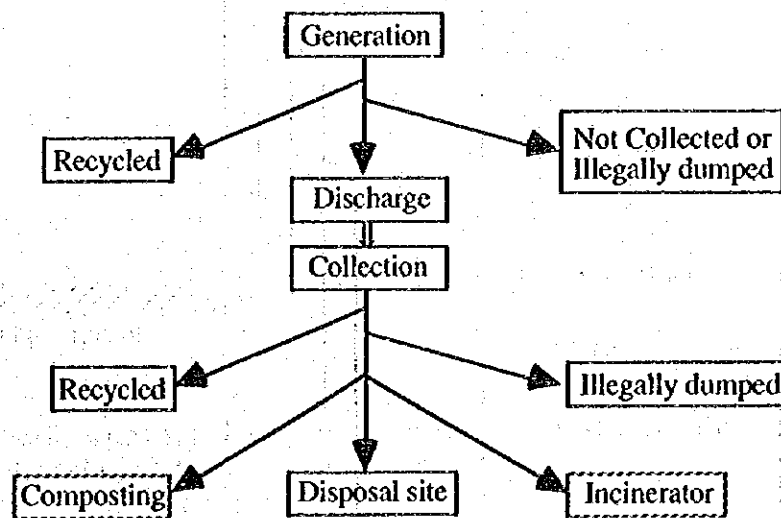 Generation
Recycled
Not Collected or
Illegally dumped
Discharge
Collection
Recycled
Illegally dumped
Composting
Disposal site
Incinerator